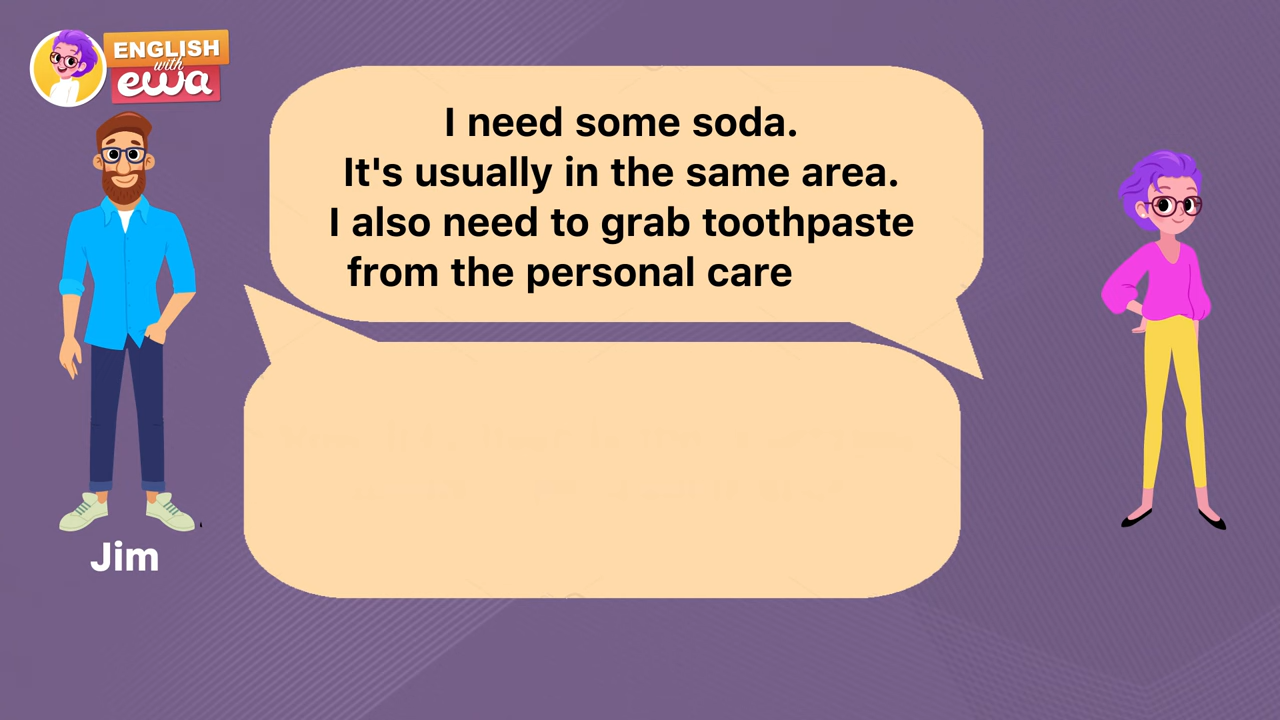 ENGLISH
with
ewa
I need some soda.
It's usually in the same area.
I also need to grab toothpaste
from the personal care
Jim